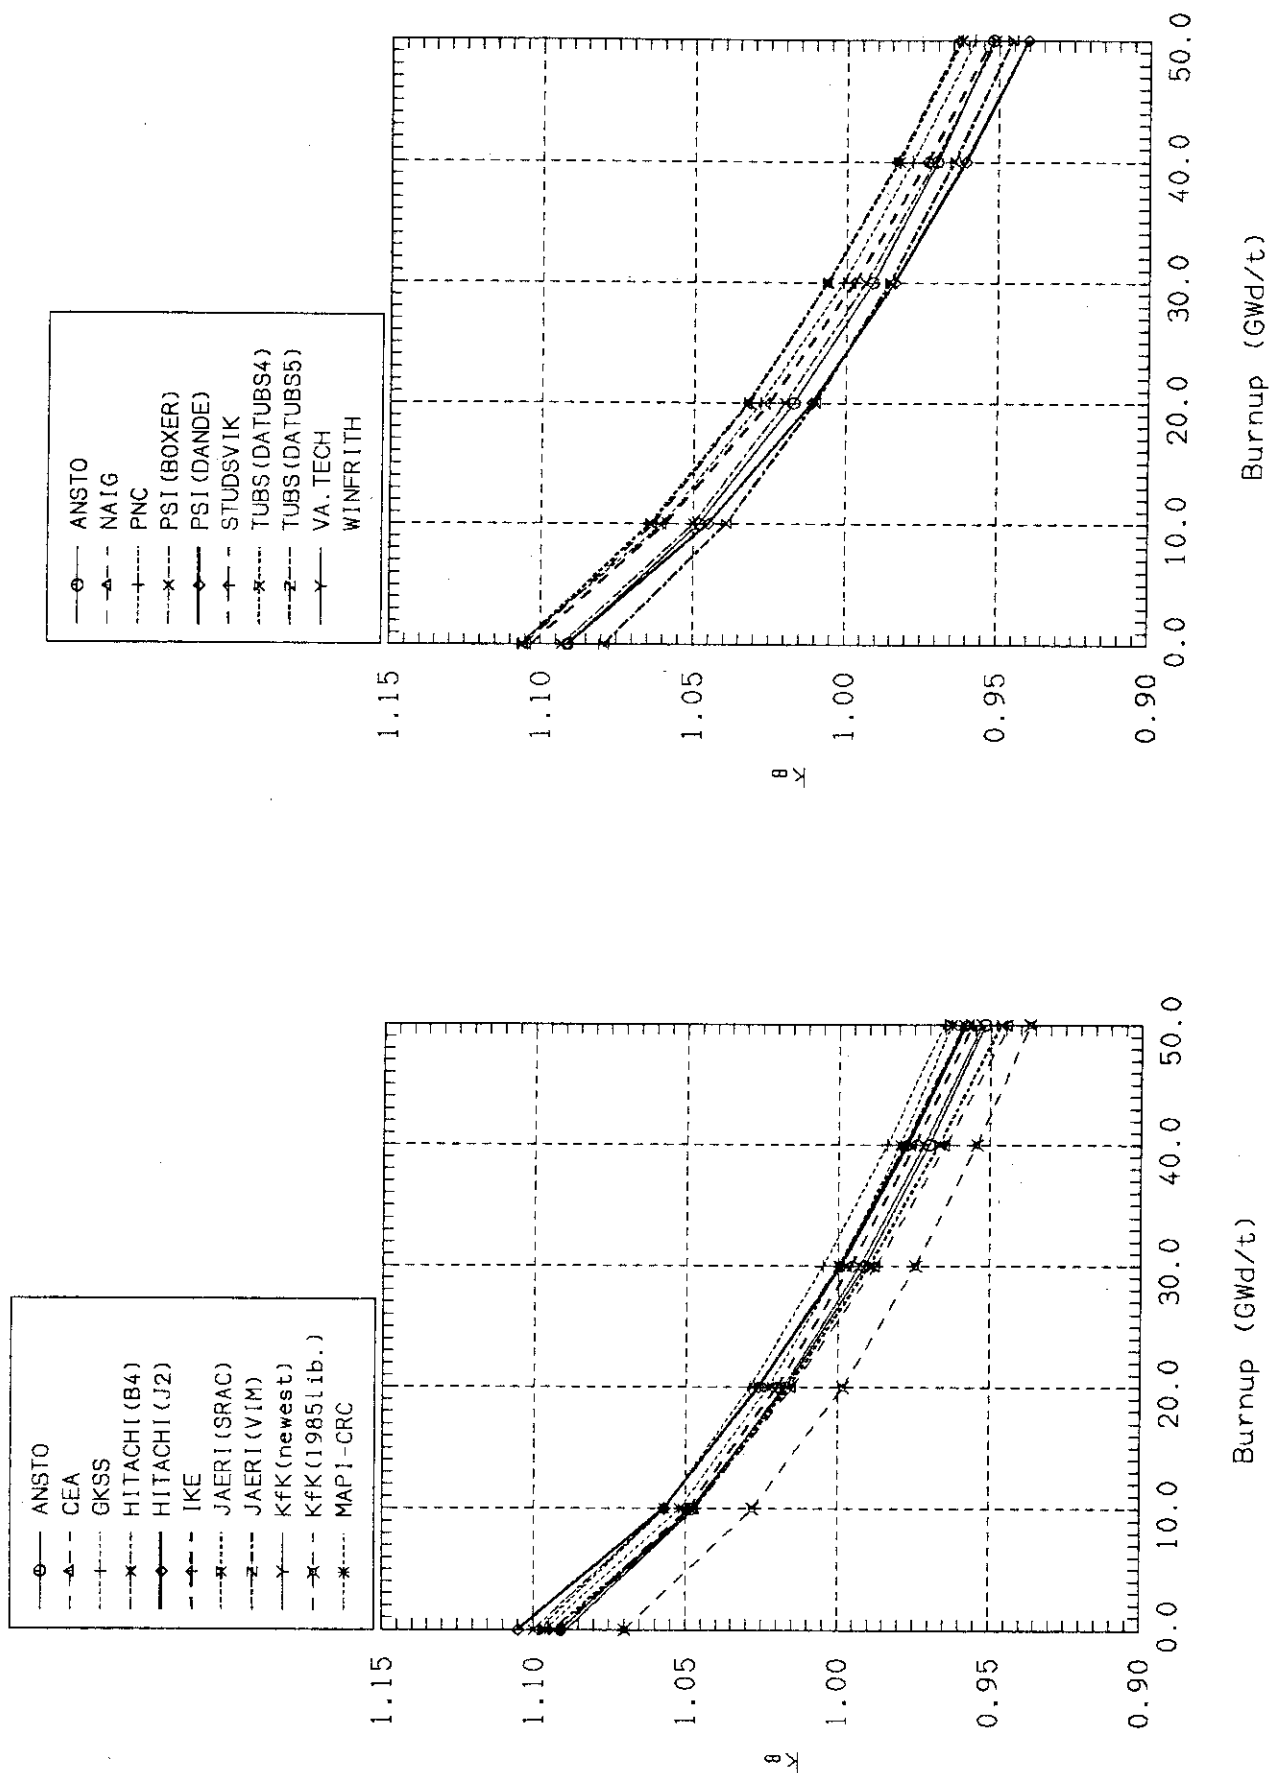 ANSTO
CEA
GKSS
HITACHI(B4)
HITACHI(J2)
IKE
JAERI(SRAC)
JAERI(VIM)
KfK(newest)
KfK(1985lib.)
MAPI-CRC
1.15
1.10
1.05
1.00
0.95
0.90
K∞
0.0 10.0 20.0 30.0 40.0 50.0
Burnup (GWd/t)
ANSTO
NAIG
PNC
PSI(BOXER)
PSI(DANDE)
STUDSVIK
TUBS(DATUBS4)
TUBS(DATUBS5)
VA.TECH
WINFRITH
1.15
1.10
1.05
1.00
0.95
0.90
K∞
0.0 10.0 20.0 30.0 40.0 50.0
Burnup (GWd/t)